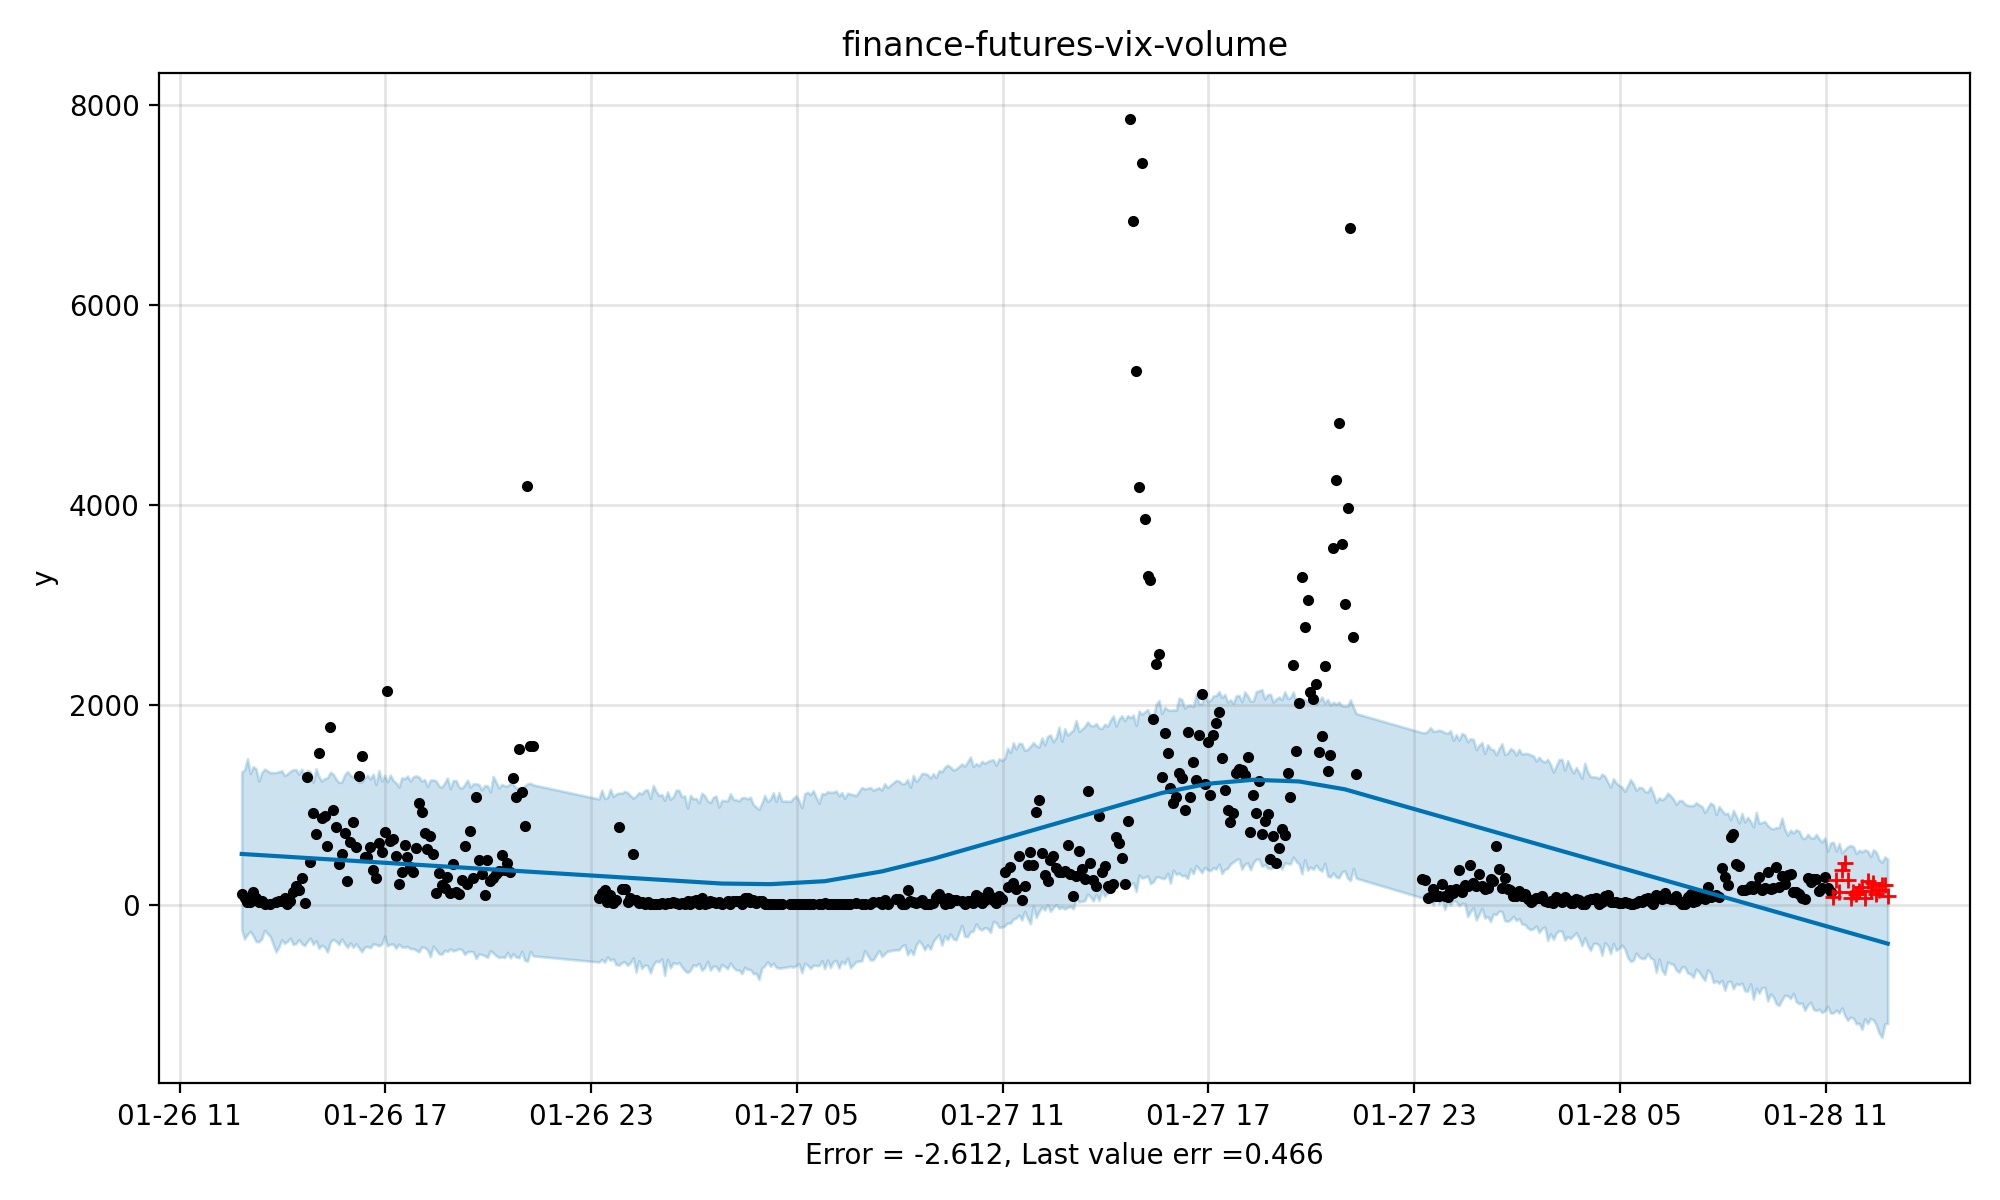 finance-futures-vix-volume
8000
6000
4000
2000
0
y
01-26 11 01-26 17 01-26 23 01-27 05 01-27 11 01-27 17 01-27 23 01-28 05 01-28 11
Error = -2.612, Last value err =0.466